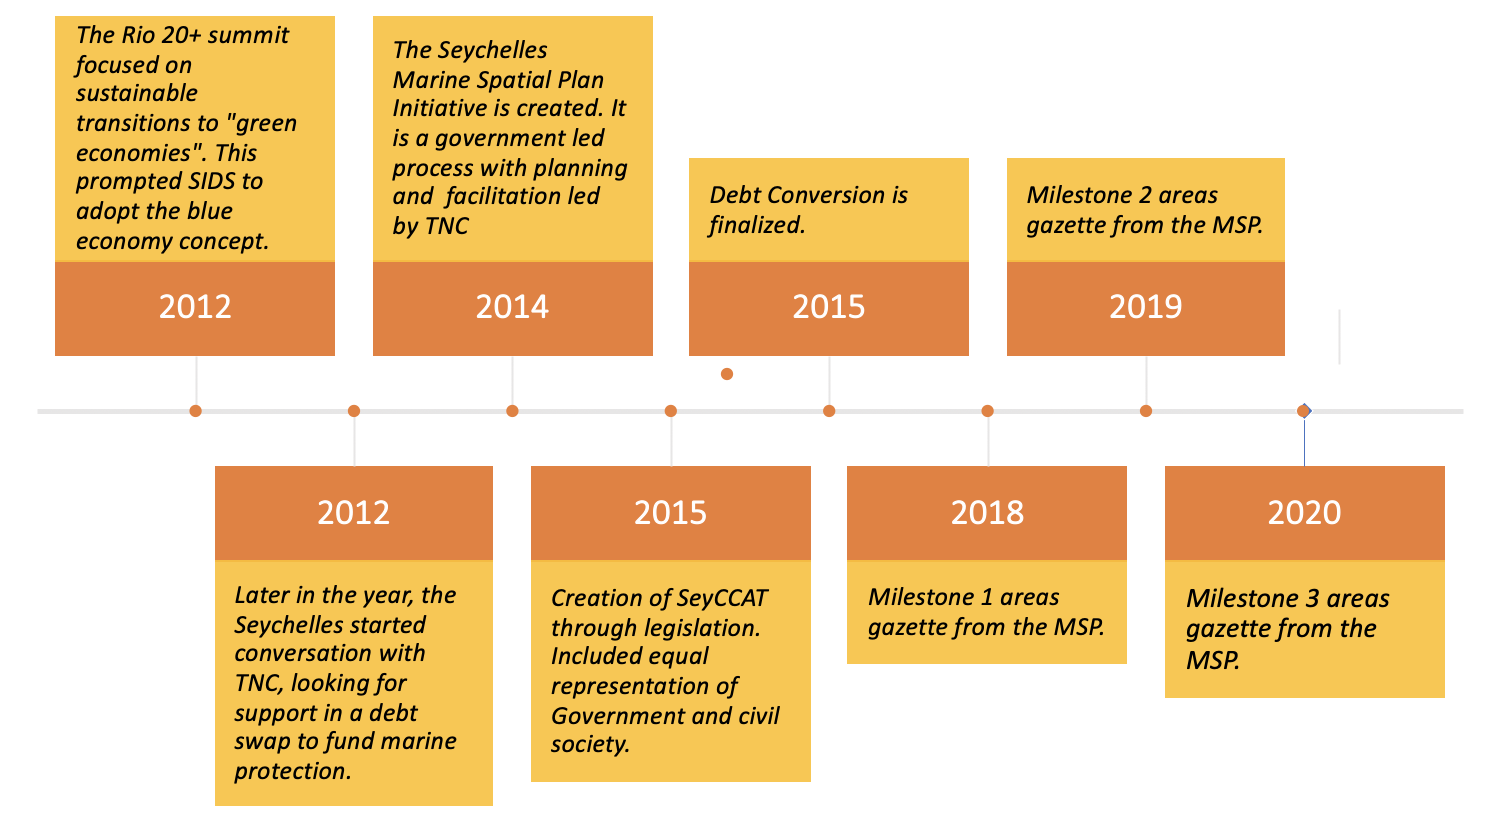 The Rio 20+ summit
focused on
sustainable
transitions to "green
economies". This
prompted SIDS to
adopt the blue
economy concept.
2012
Later in the year, the
Seychelles started
conversation with
TNC, looking for
support in a debt
swap to fund marine
protection.
2012
The Seychelles
Marine Spatial Plan
Initiative is created. It
is a government led
process with planning
and  facilitation led
by TNC
2014
2015
Creation of SeyCCAT
through legislation.
Included equal
representation of
Government and civil
society.
Debt Conversion is
finalized.
2015
2018
Milestone 1 areas
gazette from the MSP.
Milestone 2 areas
gazette from the MSP.
2019
2020
Milestone 3 areas
gazette from the
MSP.